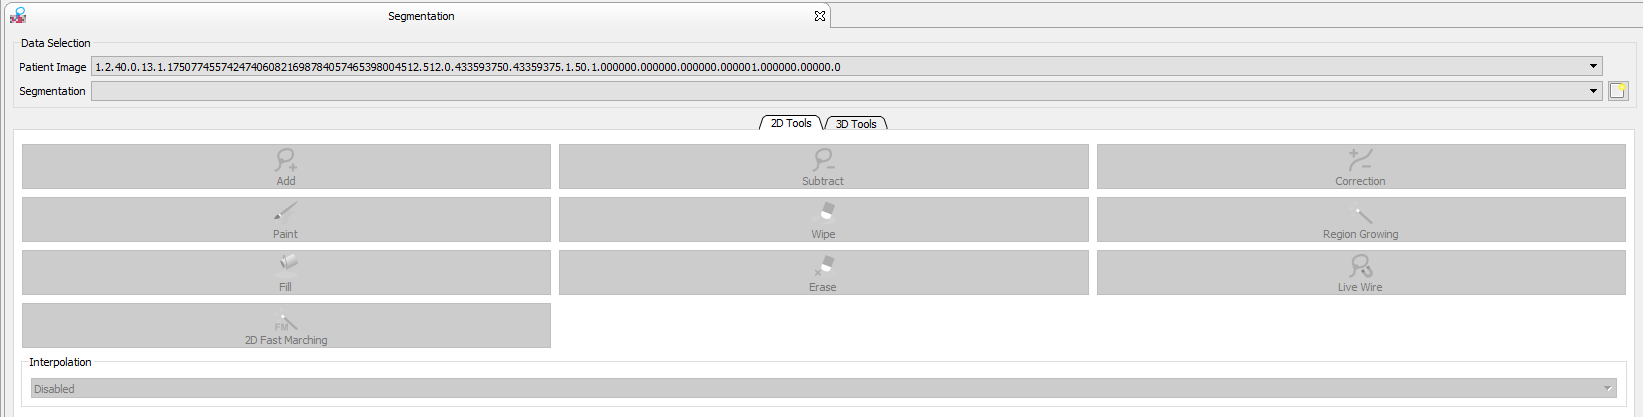 Segmentation
Data Selection
Patient Image 1.2.40.0.13.1.175077455742474060821698784057465398004512.512.0.433593750.43359375.1.50.1.000000.000000.000000.000001.000000.00000.0
Segmentation
2D Tools 3D Tools
Add Subtract Correction
Paint Wipe Region Growing
Fill Erase Live Wire
FM
2D Fast Marching
Interpolation
Disabled